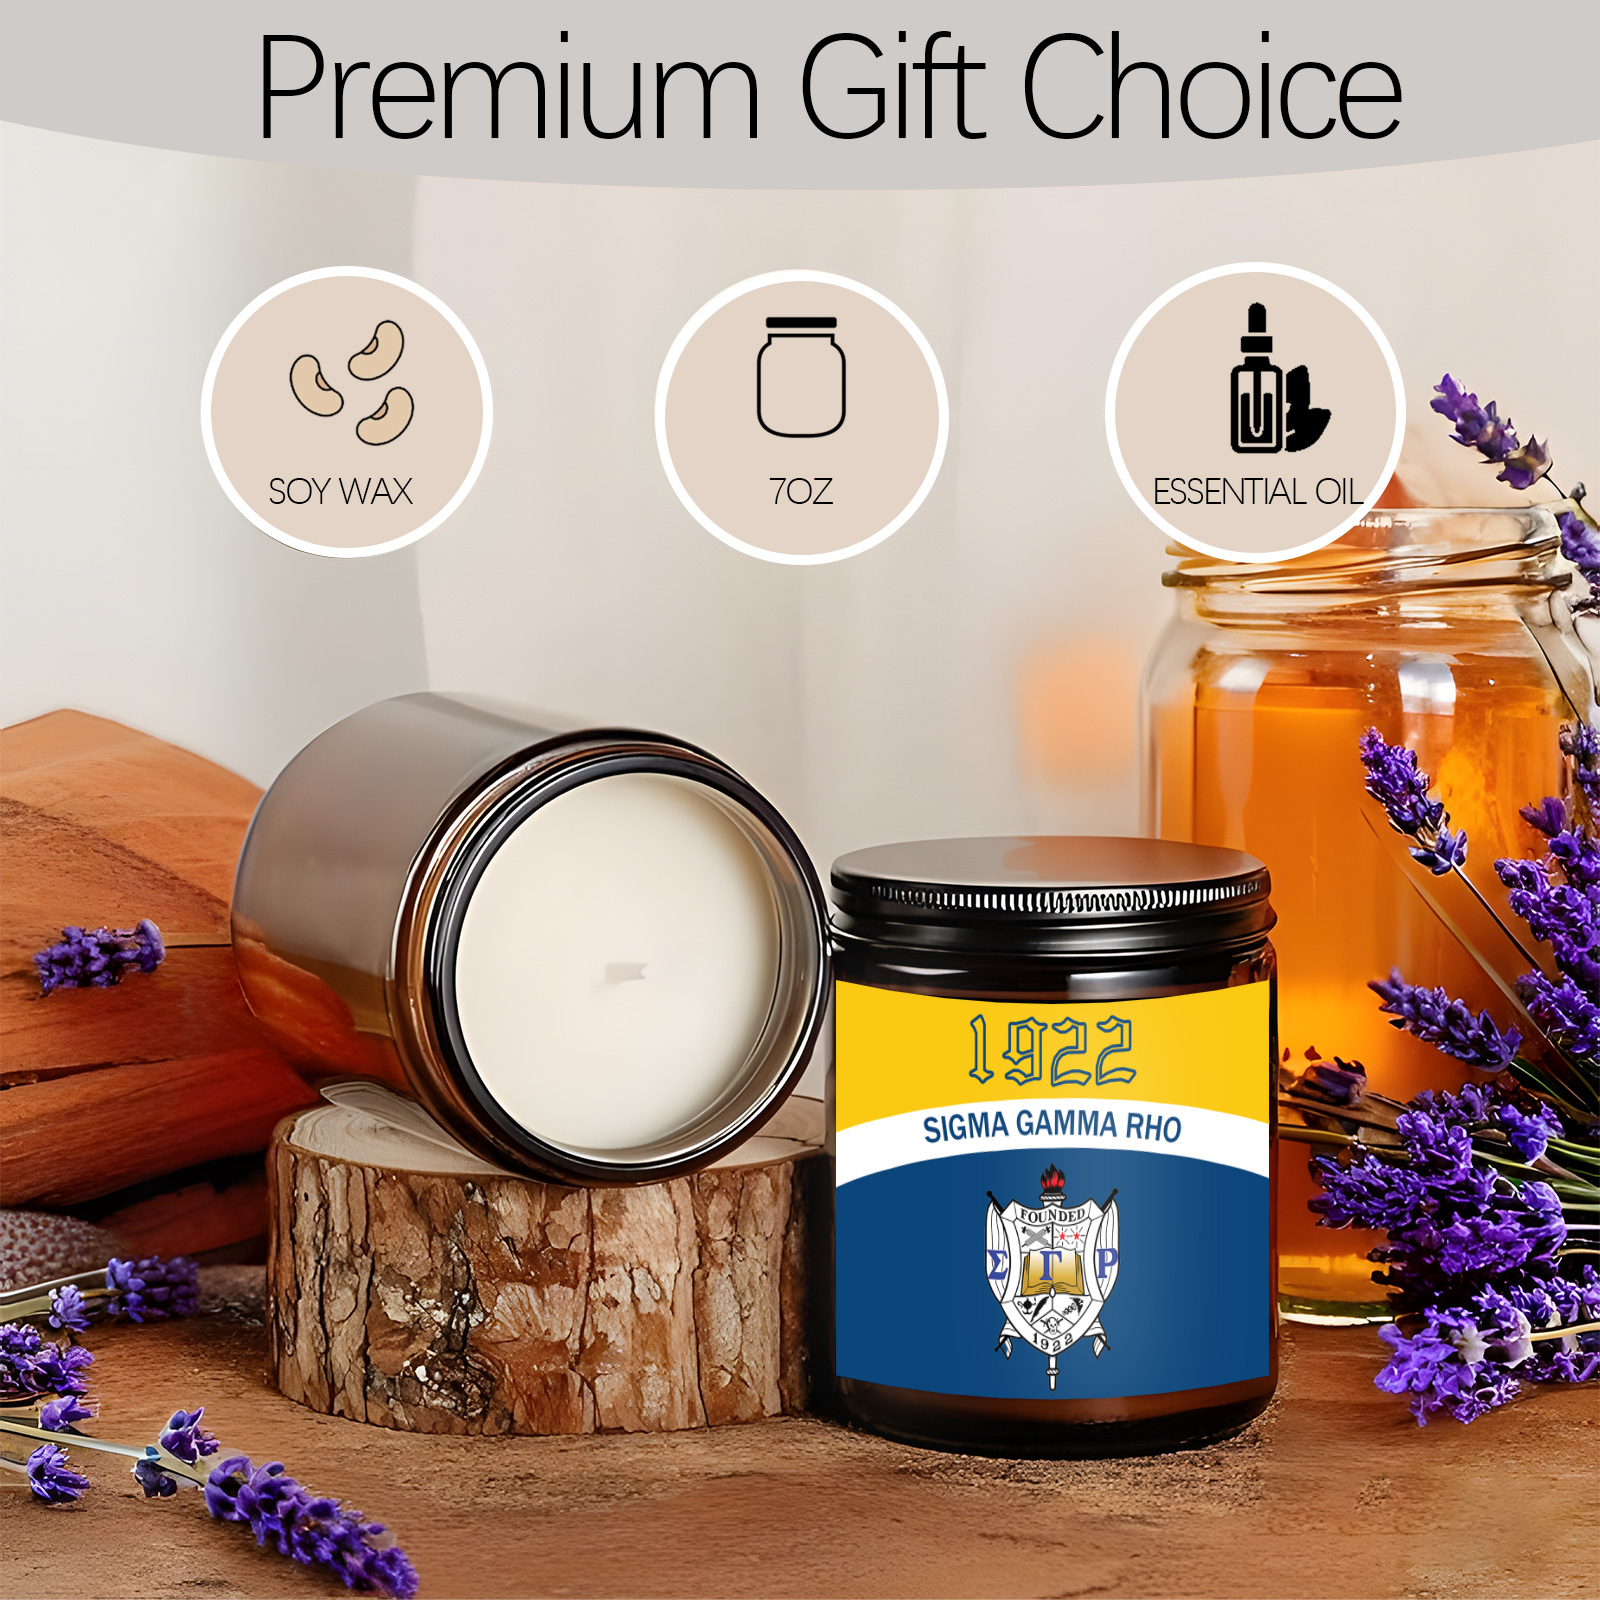 Premium Gift Choice
SOY WAX
7OZ
ESSENTIAL OIL
1922
SIGMA GAMMA RHO
FOUNDED
Σ Γ Ρ
1922